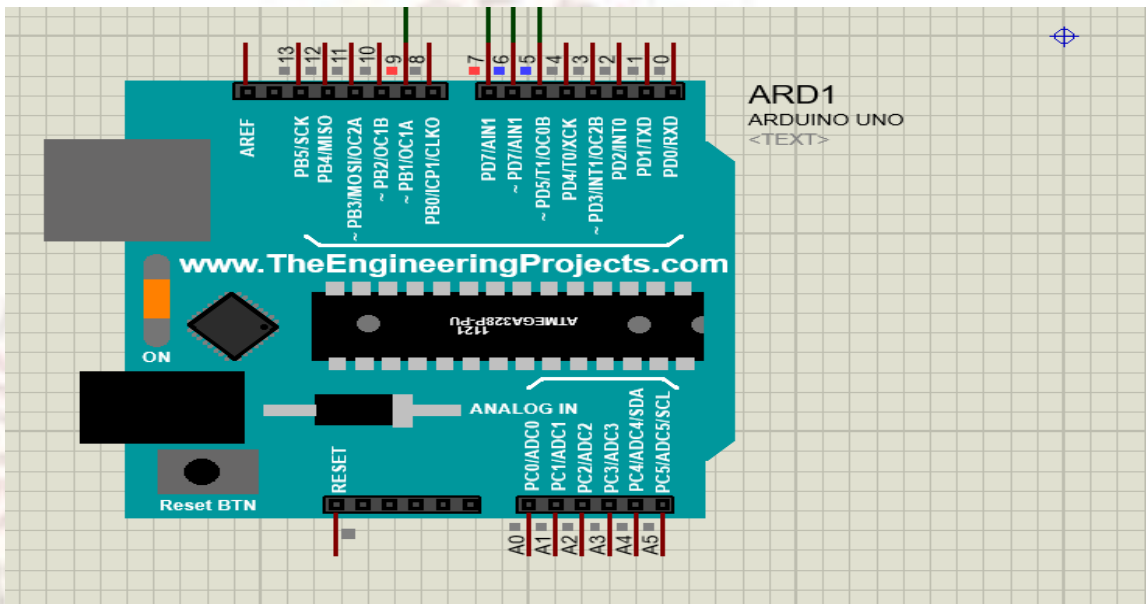 13
12
11
10
9
8
7
6
5
4
3
2
1
0
ARD1
ARDUINO UNO
<TEXT>
AREF
PB5/SCK
PB4/MISO
~ PB3/MOSI/OC2A
~ PB2/OC1B
~ PB1/OC1A
PB0/ICP1/CLKO
PD7/AIN1
~ PD7/AIN1
~ PD5/T1/OC0B
PD4/T0/XCK
~ PD3/INT1/OC2B
PD2/INT0
PD1/TXD
PD0/RXD
www.TheEngineeringProjects.com
ATMEGA328P-PU
1121
ON
ANALOG IN
RESET
PC0/ADC0
PC1/ADC1
PC2/ADC2
PC3/ADC3
PC4/ADC4/SDA
PC5/ADC5/SCL
Reset BTN
A0
A1
A2
A3
A4
A5